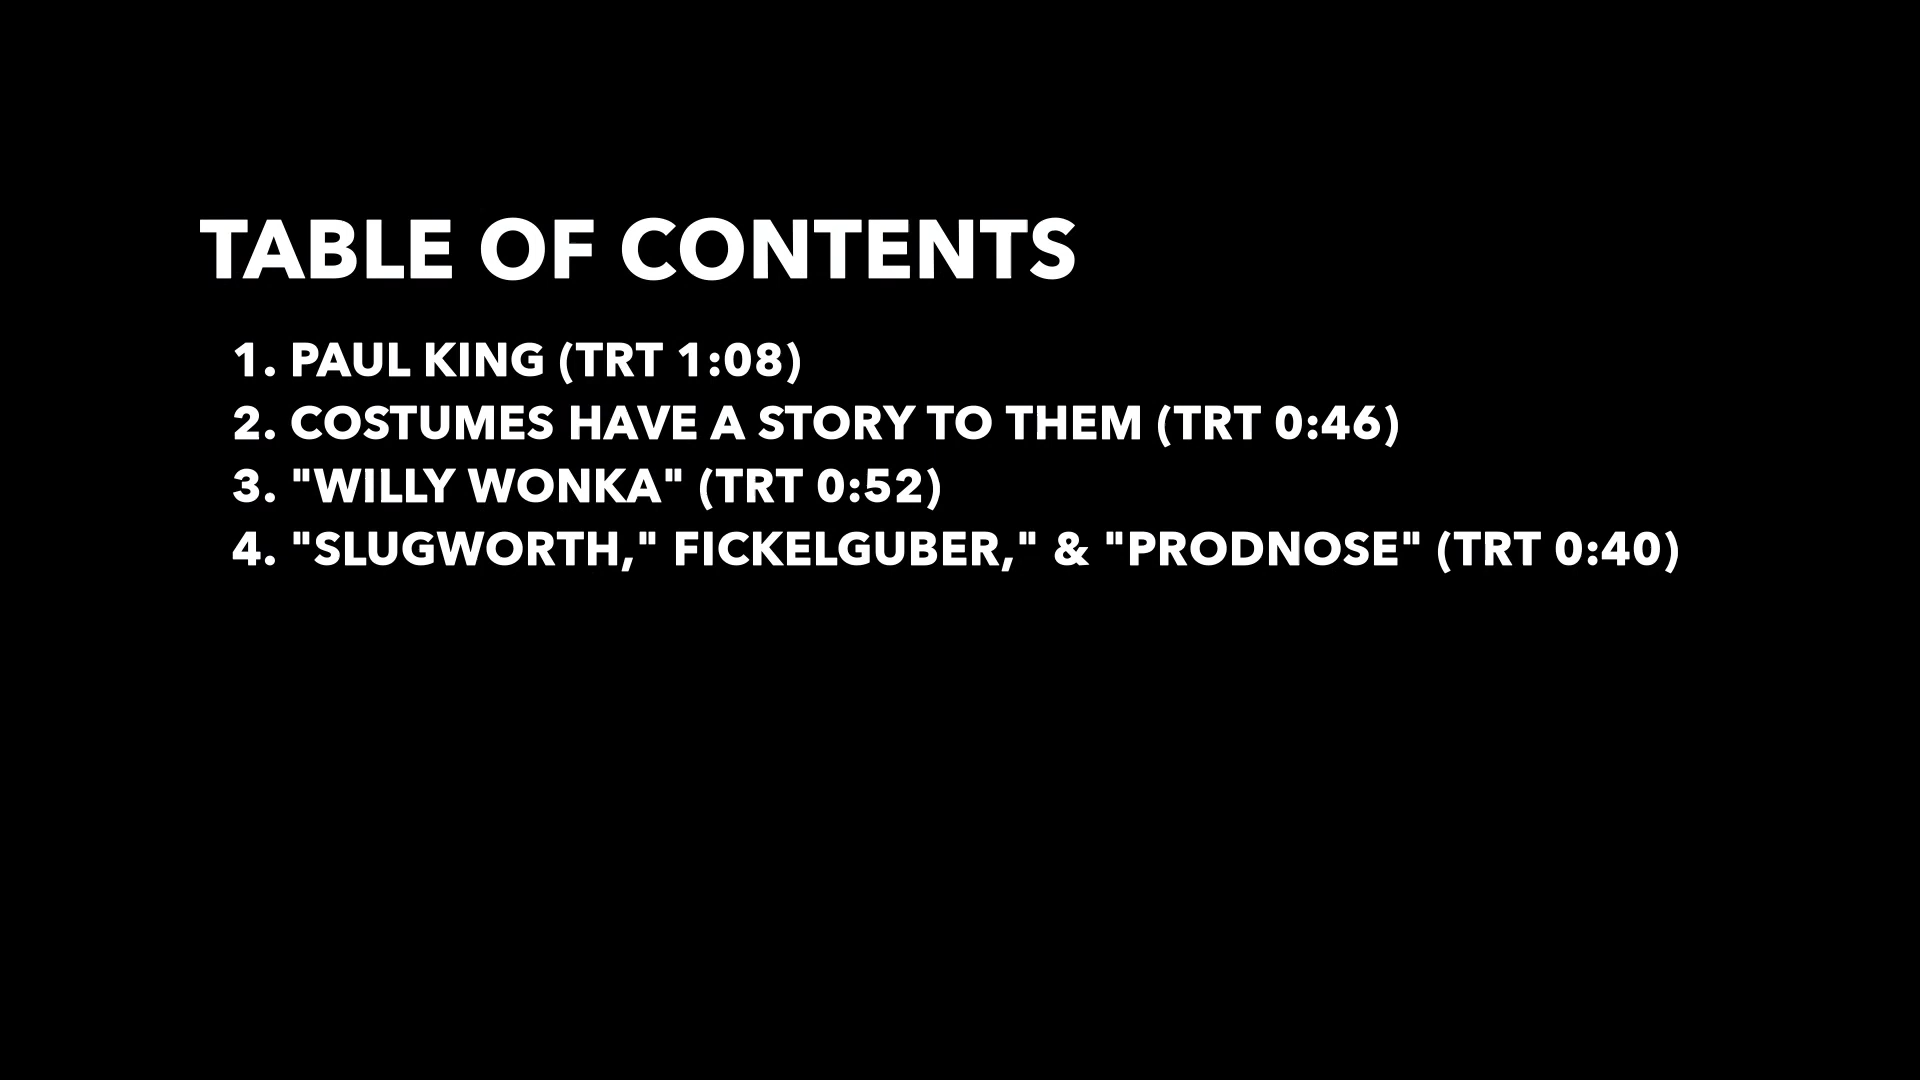 TABLE OF CONTENTS
1. PAUL KING (TRT 1:08)
2. COSTUMES HAVE A STORY TO THEM (TRT 0:46)
3. "WILLY WONKA" (TRT 0:52)
4. "SLUGWORTH," FICKELGUBER," & "PRODNOSE" (TRT 0:40)